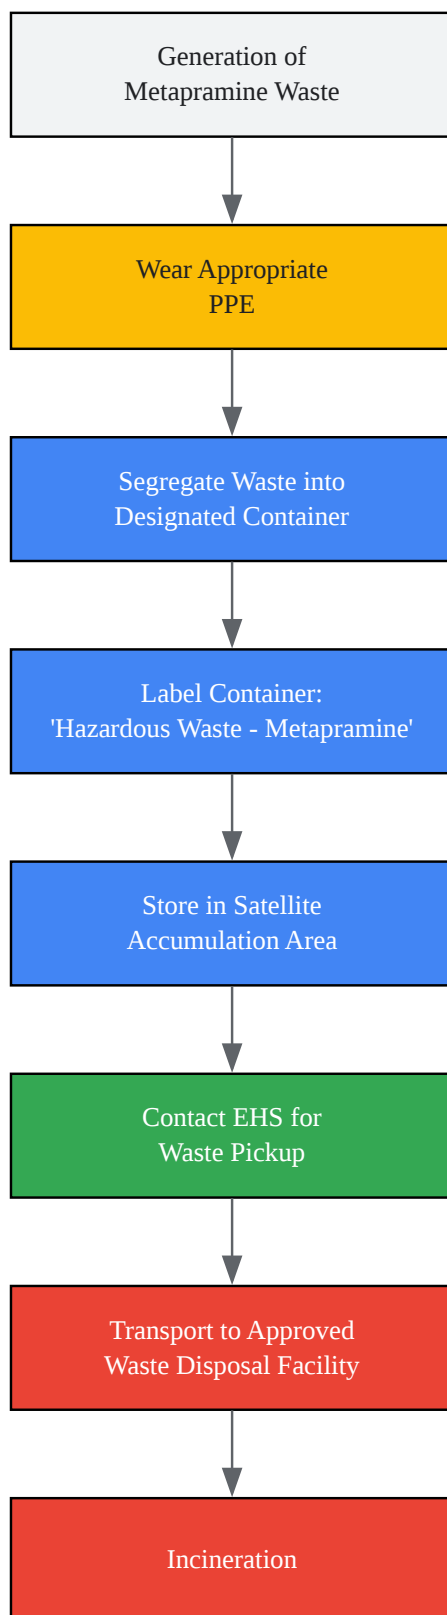 Generation of
Metapramine Waste
Wear Appropriate
PPE
Segregate Waste into
Designated Container
Label Container:
'Hazardous Waste - Metapramine'
Store in Satellite
Accumulation Area
Contact EHS for
Waste Pickup
Transport to Approved
Waste Disposal Facility
Incineration